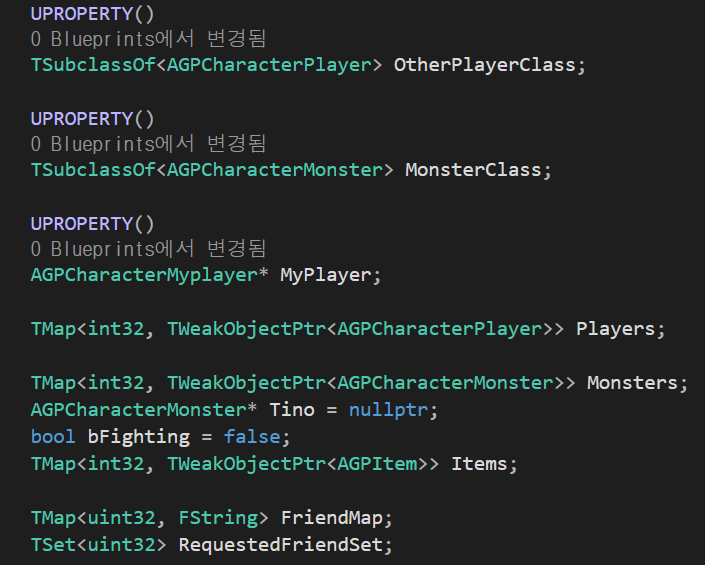 UPROPERTY()
0 Blueprints에서 변경됨
TSubclassOf<AGPCharacterPlayer> OtherPlayerClass;
UPROPERTY()
0 Blueprints에서 변경됨
TSubclassOf<AGPCharacterMonster> MonsterClass;
UPROPERTY()
0 Blueprints에서 변경됨
AGPCharacterMyplayer* MyPlayer;
TMap<int32, TWeakObjectPtr<AGPCharacterPlayer>> Players;
TMap<int32, TWeakObjectPtr<AGPCharacterMonster>> Monsters;
AGPCharacterMonster* Tino = nullptr;
bool bFighting = false;
TMap<int32, TWeakObjectPtr<AGPItem>> Items;
TMap<uint32, FString> FriendMap;
TSet<uint32> RequestedFriendSet;